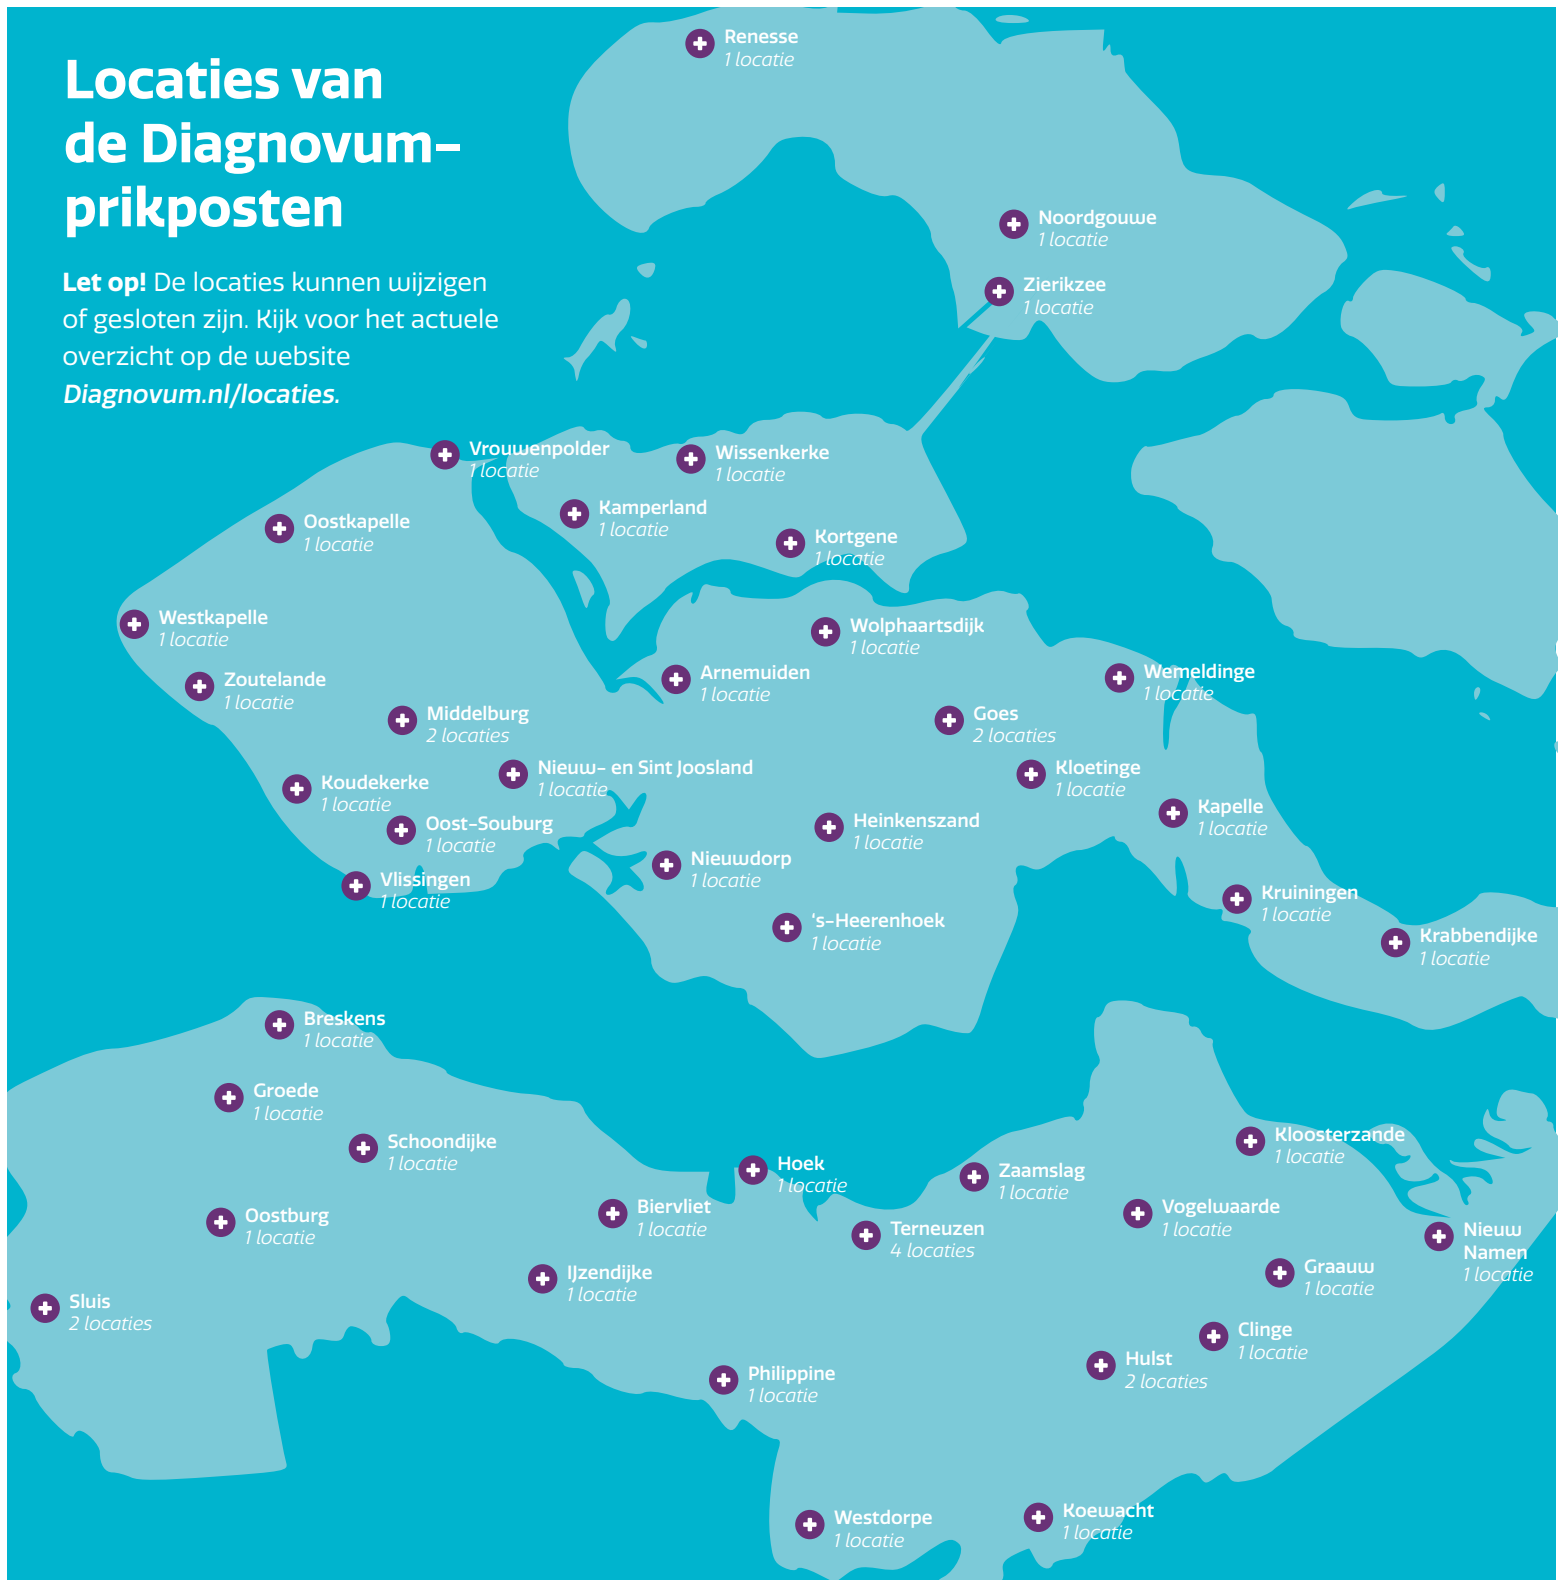 Locaties van
de Diagnovum-
prikposten
Let op! De locaties kunnen wijzigen
of gesloten zijn. Kijk voor het actuele
overzicht op de website
Diagnovum.nl/locaties.
Renesse
1 locatie
Noordgouwe
1 locatie
Zierikzee
1 locatie
Vrouwenpolder
1 locatie
Wissenkerke
1 locatie
Kamperland
1 locatie
Kortgene
1 locatie
Oostkapelle
1 locatie
Westkapelle
1 locatie
Zoutelande
1 locatie
Middelburg
2 locaties
Nieuw- en Sint Joosland
1 locatie
Koudekerke
1 locatie
Oost-Souburg
1 locatie
Vlissingen
1 locatie
Wolphaartsdijk
1 locatie
Arnemuiden
1 locatie
Wemeldinge
1 locatie
Goes
2 locaties
Kloetinge
1 locatie
Kapelle
1 locatie
Heinkenszand
1 locatie
Nieuwdorp
1 locatie
's-Heerenhoek
1 locatie
Kruiningen
1 locatie
Krabbendijke
1 locatie
Breskens
1 locatie
Groede
1 locatie
Schoondijke
1 locatie
Oostburg
1 locatie
Sluis
2 locaties
Hoek
1 locatie
Biervliet
1 locatie
IJzendijke
1 locatie
Philippine
1 locatie
Terneuzen
4 locaties
Zaamslag
1 locatie
Kloosterzande
1 locatie
Vogelwaarde
1 locatie
Nieuw
Namen
1 locatie
Graauw
1 locatie
Clinge
1 locatie
Hulst
2 locaties
Westdorpe
1 locatie
Koewacht
1 locatie